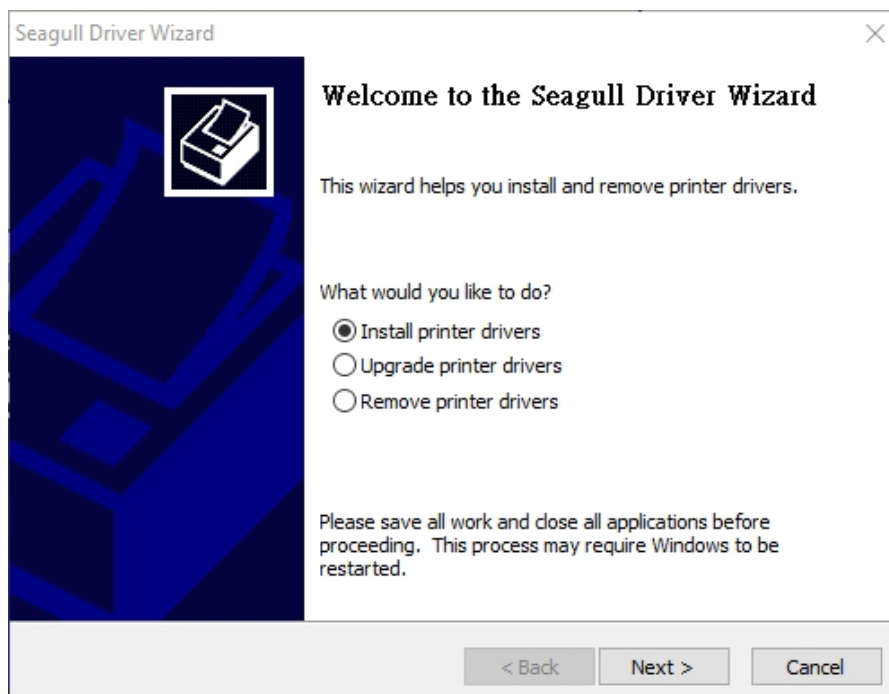 Seagull Driver Wizard
Welcome to the Seagull Driver Wizard
This wizard helps you install and remove printer drivers.
What would you like to do?
Install printer drivers
Upgrade printer drivers
Remove printer drivers
Please save all work and close all applications before
proceeding.  This process may require Windows to be
restarted.
< Back
Next >
Cancel